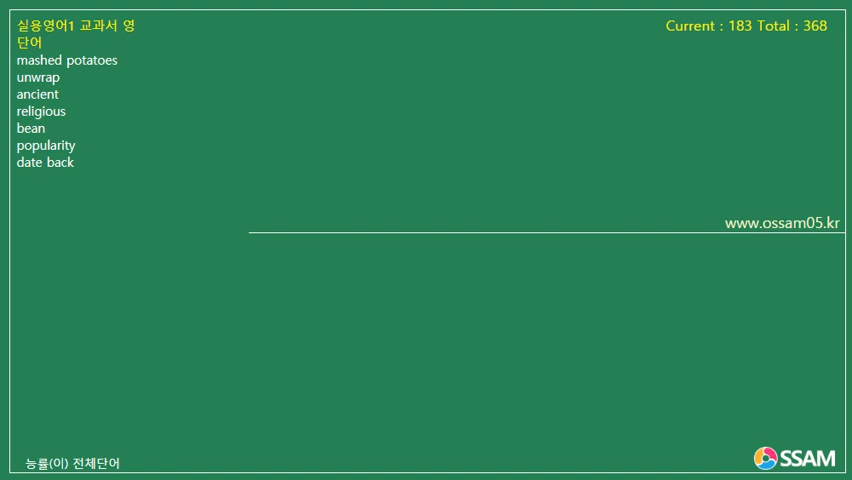 실용영어1 교과서 영
단어
mashed potatoes
unwrap
ancient
religious
bean
popularity
date back
Current : 183 Total : 368
www.ossam05.kr
능률(이) 전체단어
OSSAM